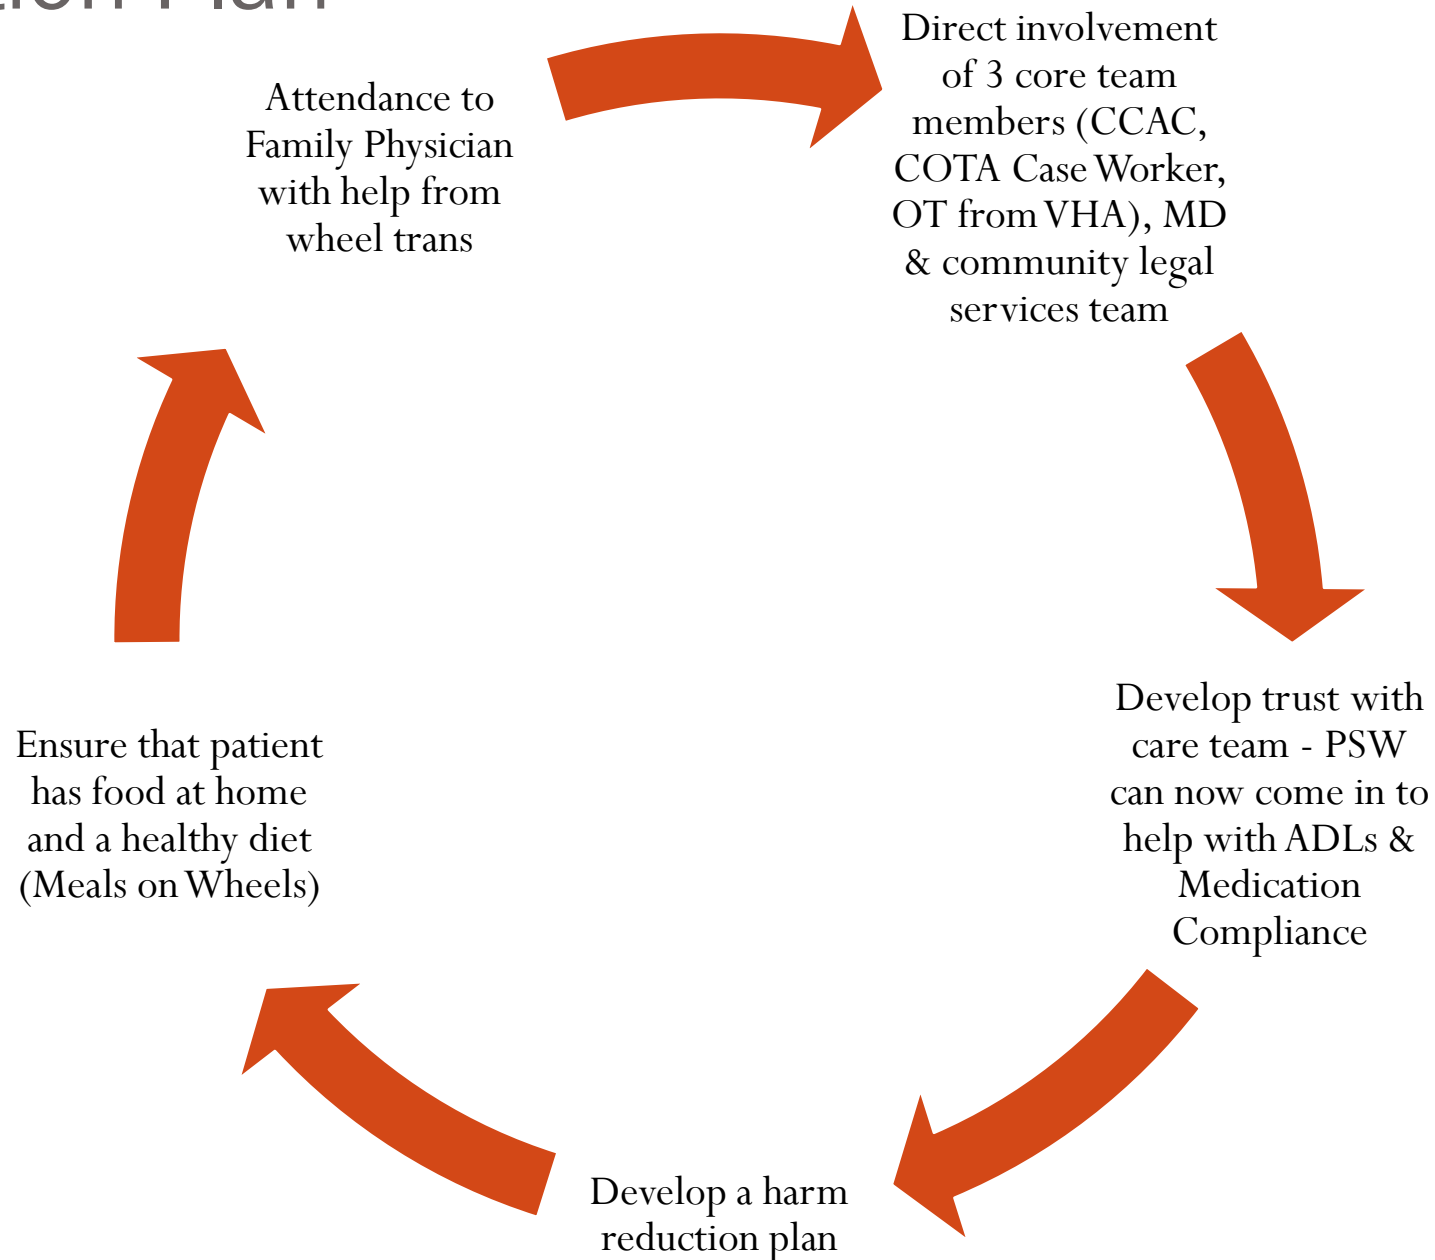 Plan
Direct involvement
of 3 core team
members (CCAC,
COTA Case Worker,
OT from VHA), MD
& community legal
services team
Develop trust with
care team - PSW
can now come in to
help with ADLs &
Medication
Compliance
Develop a harm
reduction plan
Ensure that patient
has food at home
and a healthy diet
(Meals on Wheels)
Attendance to
Family Physician
with help from
wheel trans